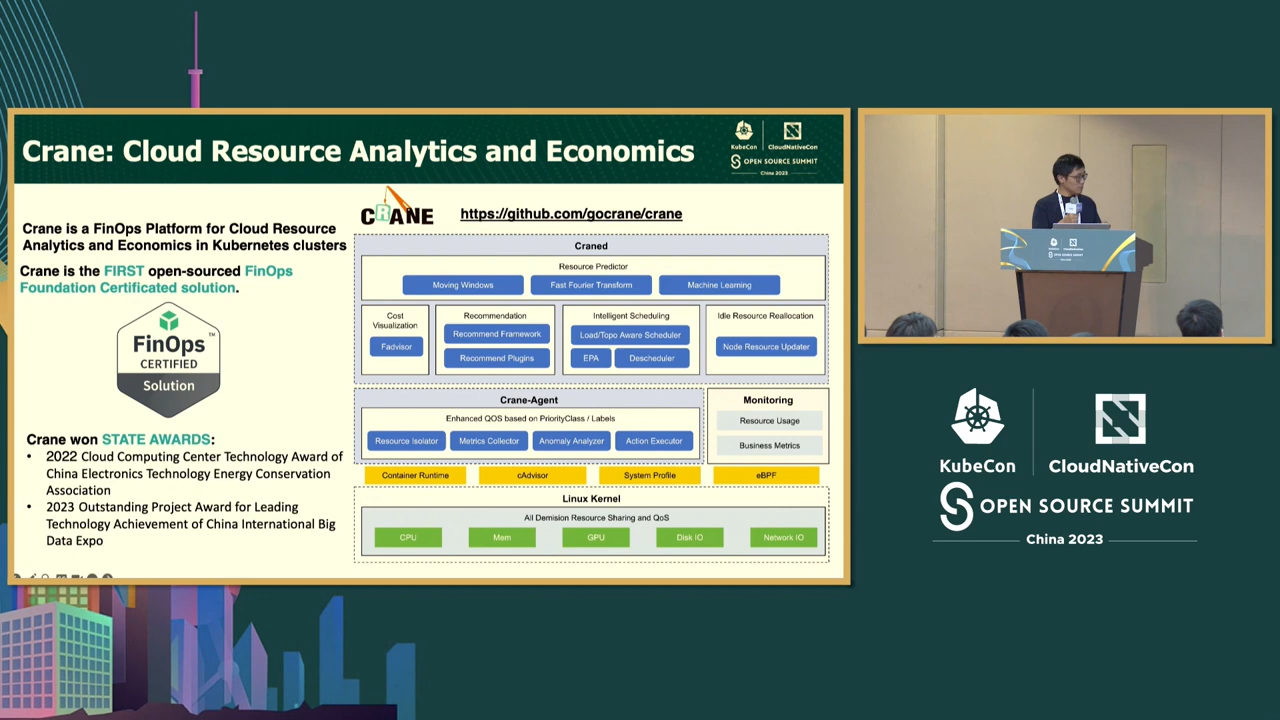 Crane: Cloud Resource Analytics and Economics
KubeCon
CloudNativeCon
OPEN SOURCE SUMMIT
China 2023
Crane is a FinOps Platform for Cloud Resource
Analytics and Economics in Kubernetes clusters
Crane is the FIRST open-sourced FinOps
Foundation Certificated solution.
FinOps™
CERTIFIED
Solution
Crane won STATE AWARDS:
• 2022 Cloud Computing Center Technology Award of
China Electronics Technology Energy Conservation
Association
• 2023 Outstanding Project Award for Leading
Technology Achievement of China International Big
Data Expo
CRANE
https://github.com/gocrane/crane
Craned
Resource Predictor
Moving Windows
Fast Fourier Transform
Machine Learning
Cost
Visualization
Fadvisor
Recommendation
Recommend Framework
Recommend Plugins
Intelligent Scheduling
Load/Topo Aware Scheduler
EPA
Descheduler
Idle Resource Reallocation
Node Resource Updater
Crane-Agent
Enhanced QOS based on PriorityClass / Labels
Resource Isolator
Metrics Collector
Anomaly Analyzer
Action Executor
Monitoring
Resource Usage
Business Metrics
Container Runtime
cAdvisor
System Profile
eBPF
Linux Kernel
All Demision Resource Sharing and QoS
CPU
Mem
GPU
Disk IO
Network IO
OPEN SOURCE SUMMIT
KubeCon
CloudNativeCon
OPEN SOURCE SUMMIT
China 2023